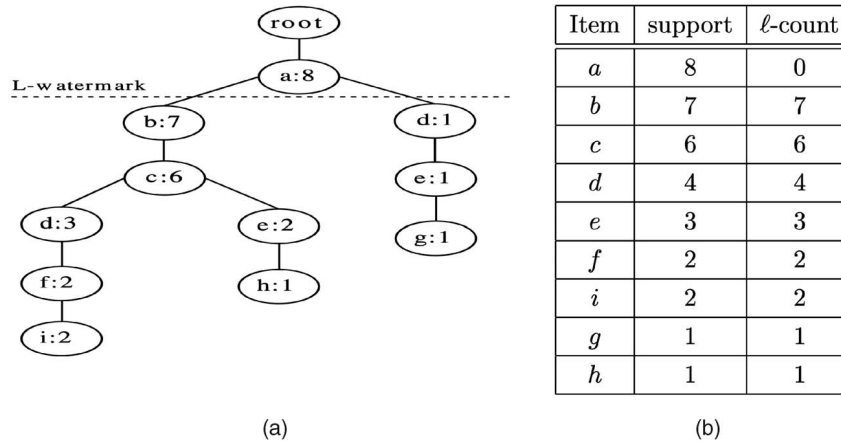 root
a:8
L-watermark
b:7
d:1
c:6
e:1
d:3
e:2
g:1
f:2
h:1
i:2
(a)
Item support ℓ-count
a 8 0
b 7 7
c 6 6
d 4 4
e 3 3
f 2 2
i 2 2
g 1 1
h 1 1
(b)